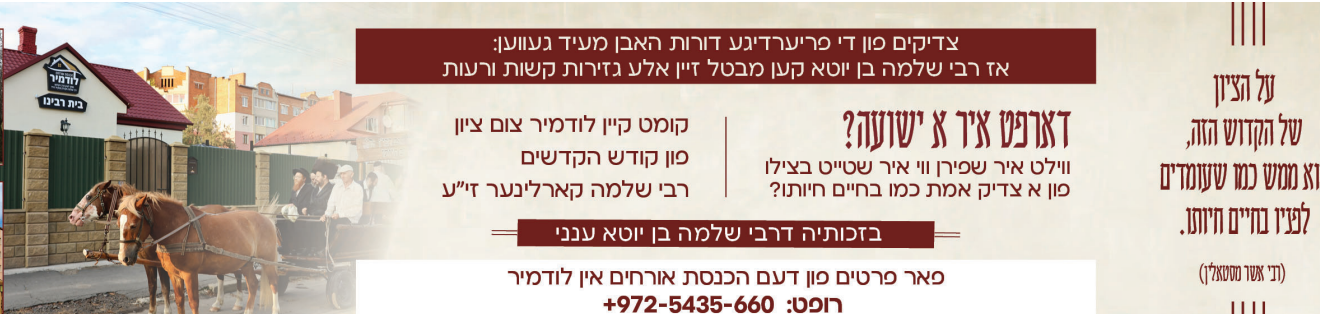 צדיקים פון די פריערדיגע דורות האבן מעיד געווען:
אז רבי שלמה בן יוטא קען מבטל זיין אלע גזירות קשות ורעות
על הציון
של הקדוש הזה,
ממש כמו שעומדים
לפניו בחיים חיותו.
(רבי אשר מסטאלין)
דארפט איר א ישועה?
ווילט איר שפירן ווי איר שטייט בצילו
פון א צדיק אמת כמו בחיים חיותו?
קומט קיין לודמיר צום ציון
פון קודש הקדשים
רבי שלמה קארלינער זי"ע
בזכותיה דרבי שלמה בן יוטא ענני
פאר פרטים פון דעם הכנסת אורחים אין לודמיר
רופט: +972-5435-660
לודמיר
בית רבינו